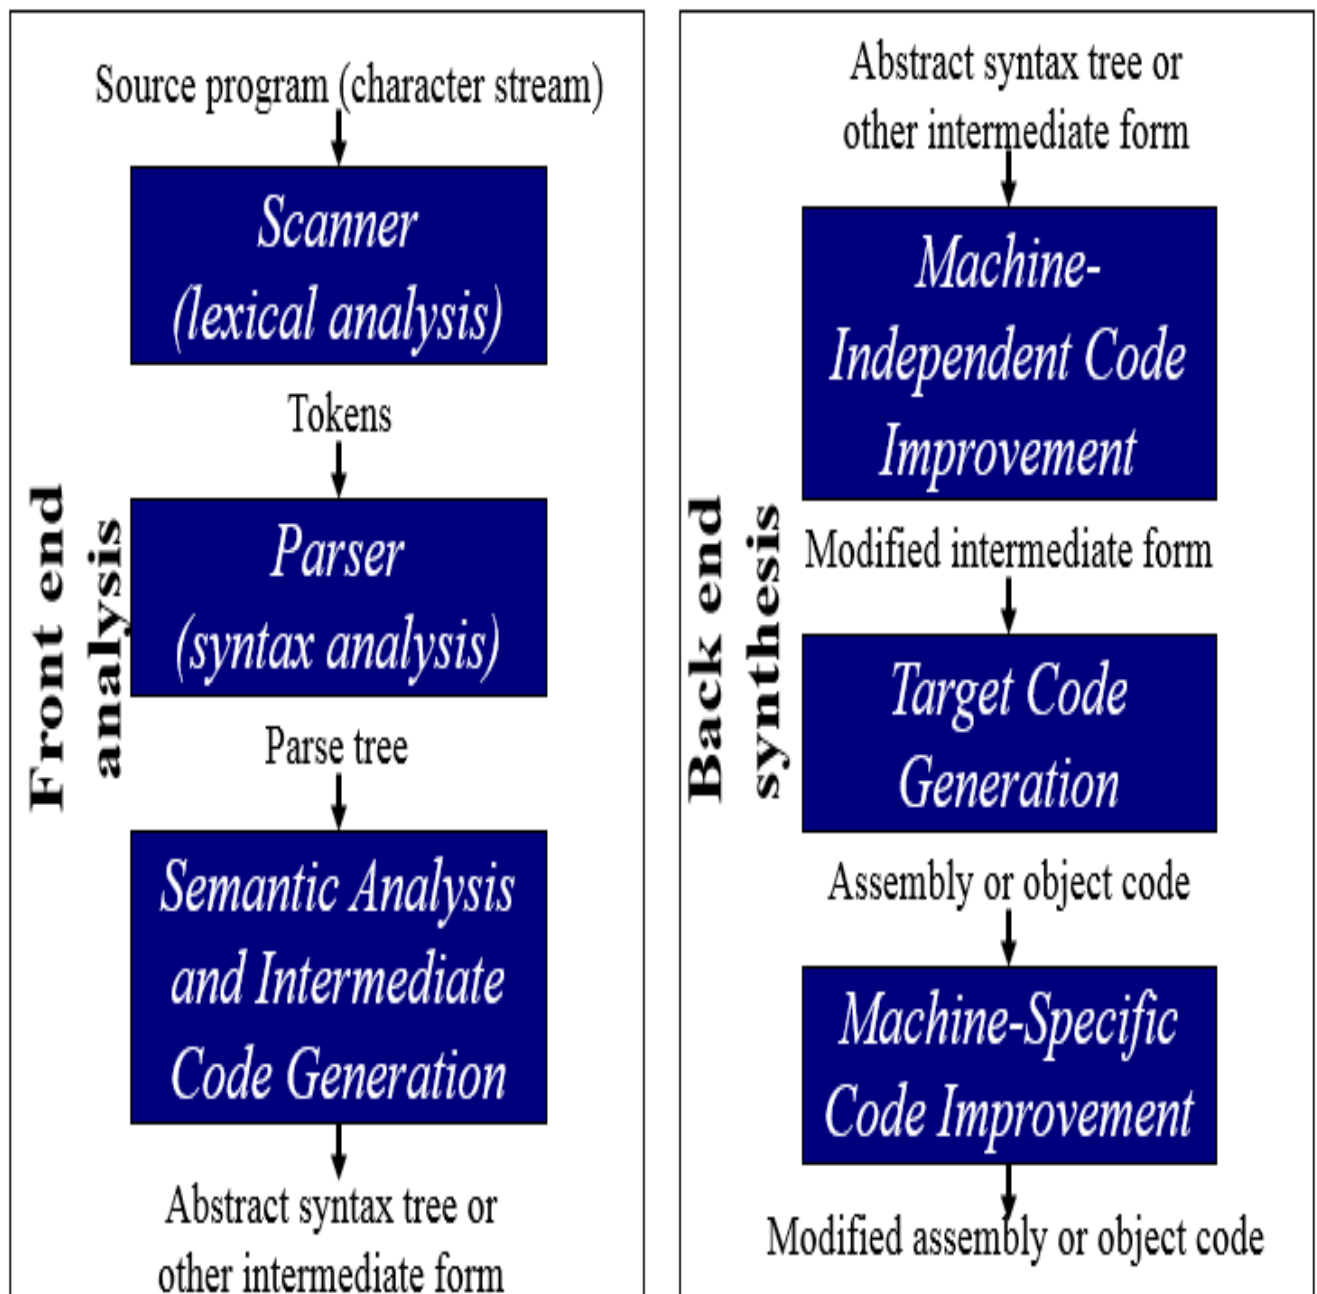 Source program (character stream)
Scanner
(lexical analysis)
Tokens
Parser
(syntax analysis)
Parse tree
Semantic Analysis
and Intermediate
Code Generation
Abstract syntax tree or
other intermediate form
Front end
analysis
Abstract syntax tree or
other intermediate form
Machine-
Independent Code
Improvement
Modified intermediate form
Target Code
Generation
Assembly or object code
Machine-Specific
Code Improvement
Modified assembly or object code
Back end
synthesis